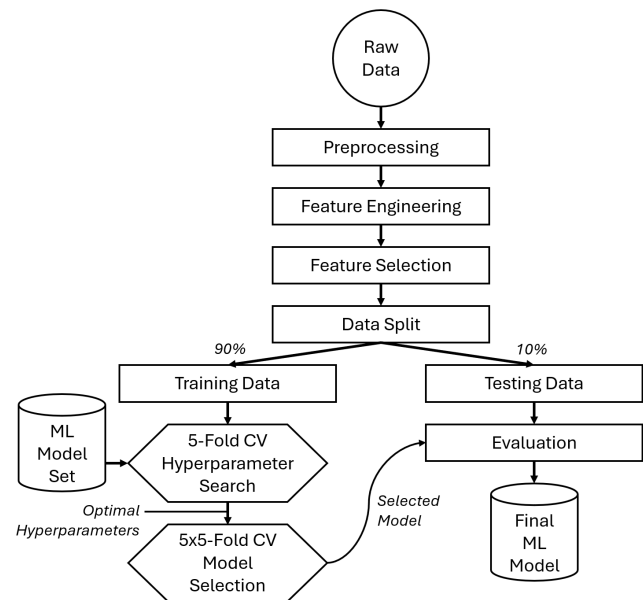 Raw
Data
Preprocessing
Feature Engineering
Feature Selection
Data Split
90%
10%
Training Data
Testing Data
ML
Model
Set
5-Fold CV
Hyperparameter
Search
Evaluation
Optimal
Hyperparameters
Selected
Model
5x5-Fold CV
Model
Selection
Final
ML
Model